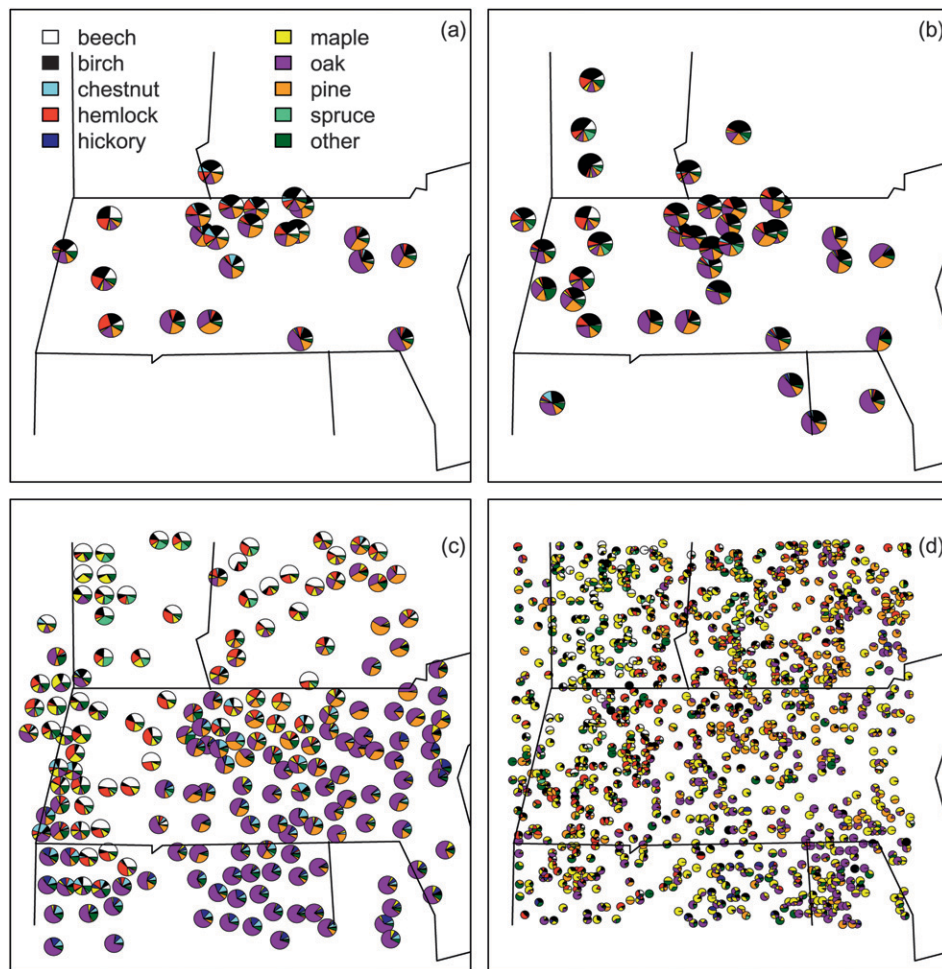 (a)
beech
birch
chestnut
hemlock
hickory
maple
oak
pine
spruce
other
(b)
(c)
(d)